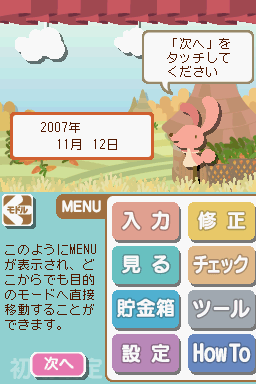 「次へ」を
タッチして
ください
2007年
11月 12日
モドル
MENU
このようにMENU
が表示され、ど
こからでも目的
のモードへ直接
移動することが
できます。
入力
修正
見る
チェック
貯金箱
ツール
設定
HowTo
次へ